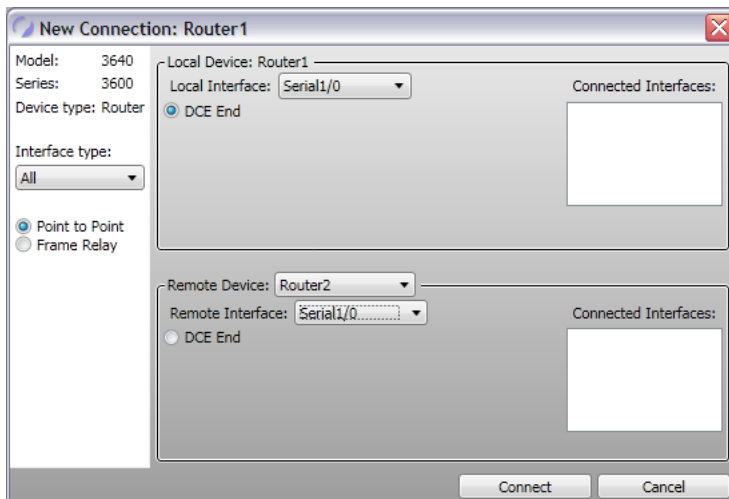 New Connection: Router1
Model: 3640
Series: 3600
Device type: Router
Interface type:
All
Point to Point
Frame Relay
Local Device: Router1
Local Interface: Serial1/0
Connected Interfaces:
DCE End
Remote Device: Router2
Remote Interface: Serial1/0
Connected Interfaces:
DCE End
Connect
Cancel